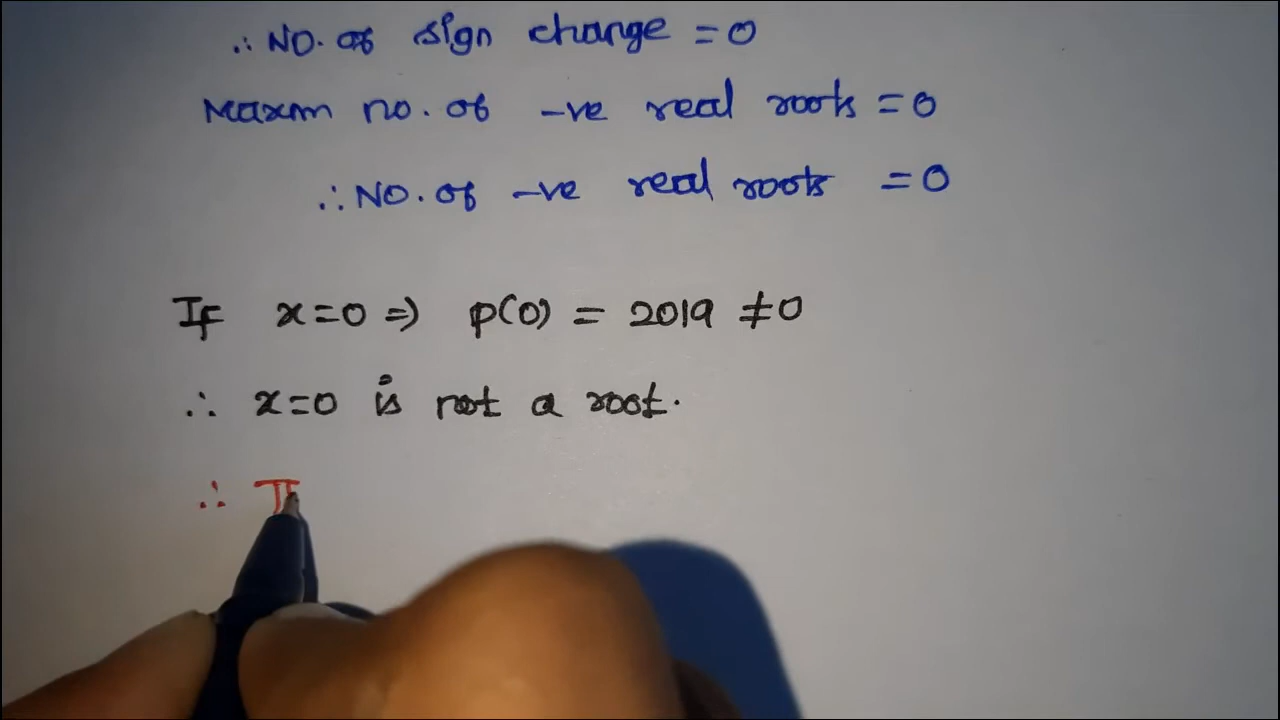 ∴ No. of sign change = 0
Maxm no. of -ve real roots = 0
∴ No. of -ve real roots = 0
If x=0 ⇒ p(0) = 2019 ≠0
∴ x=0 is not a root.
∴